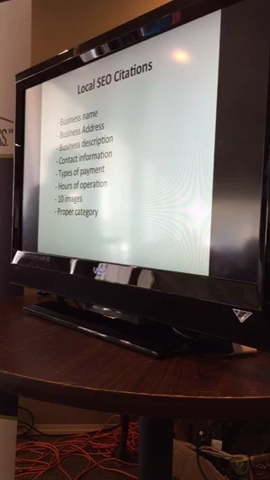 Local SEO Citations
- Business name
- Business Address
- Business description
- Contact information
- Types of payment
- Hours of operation
- 10 images
- Proper category